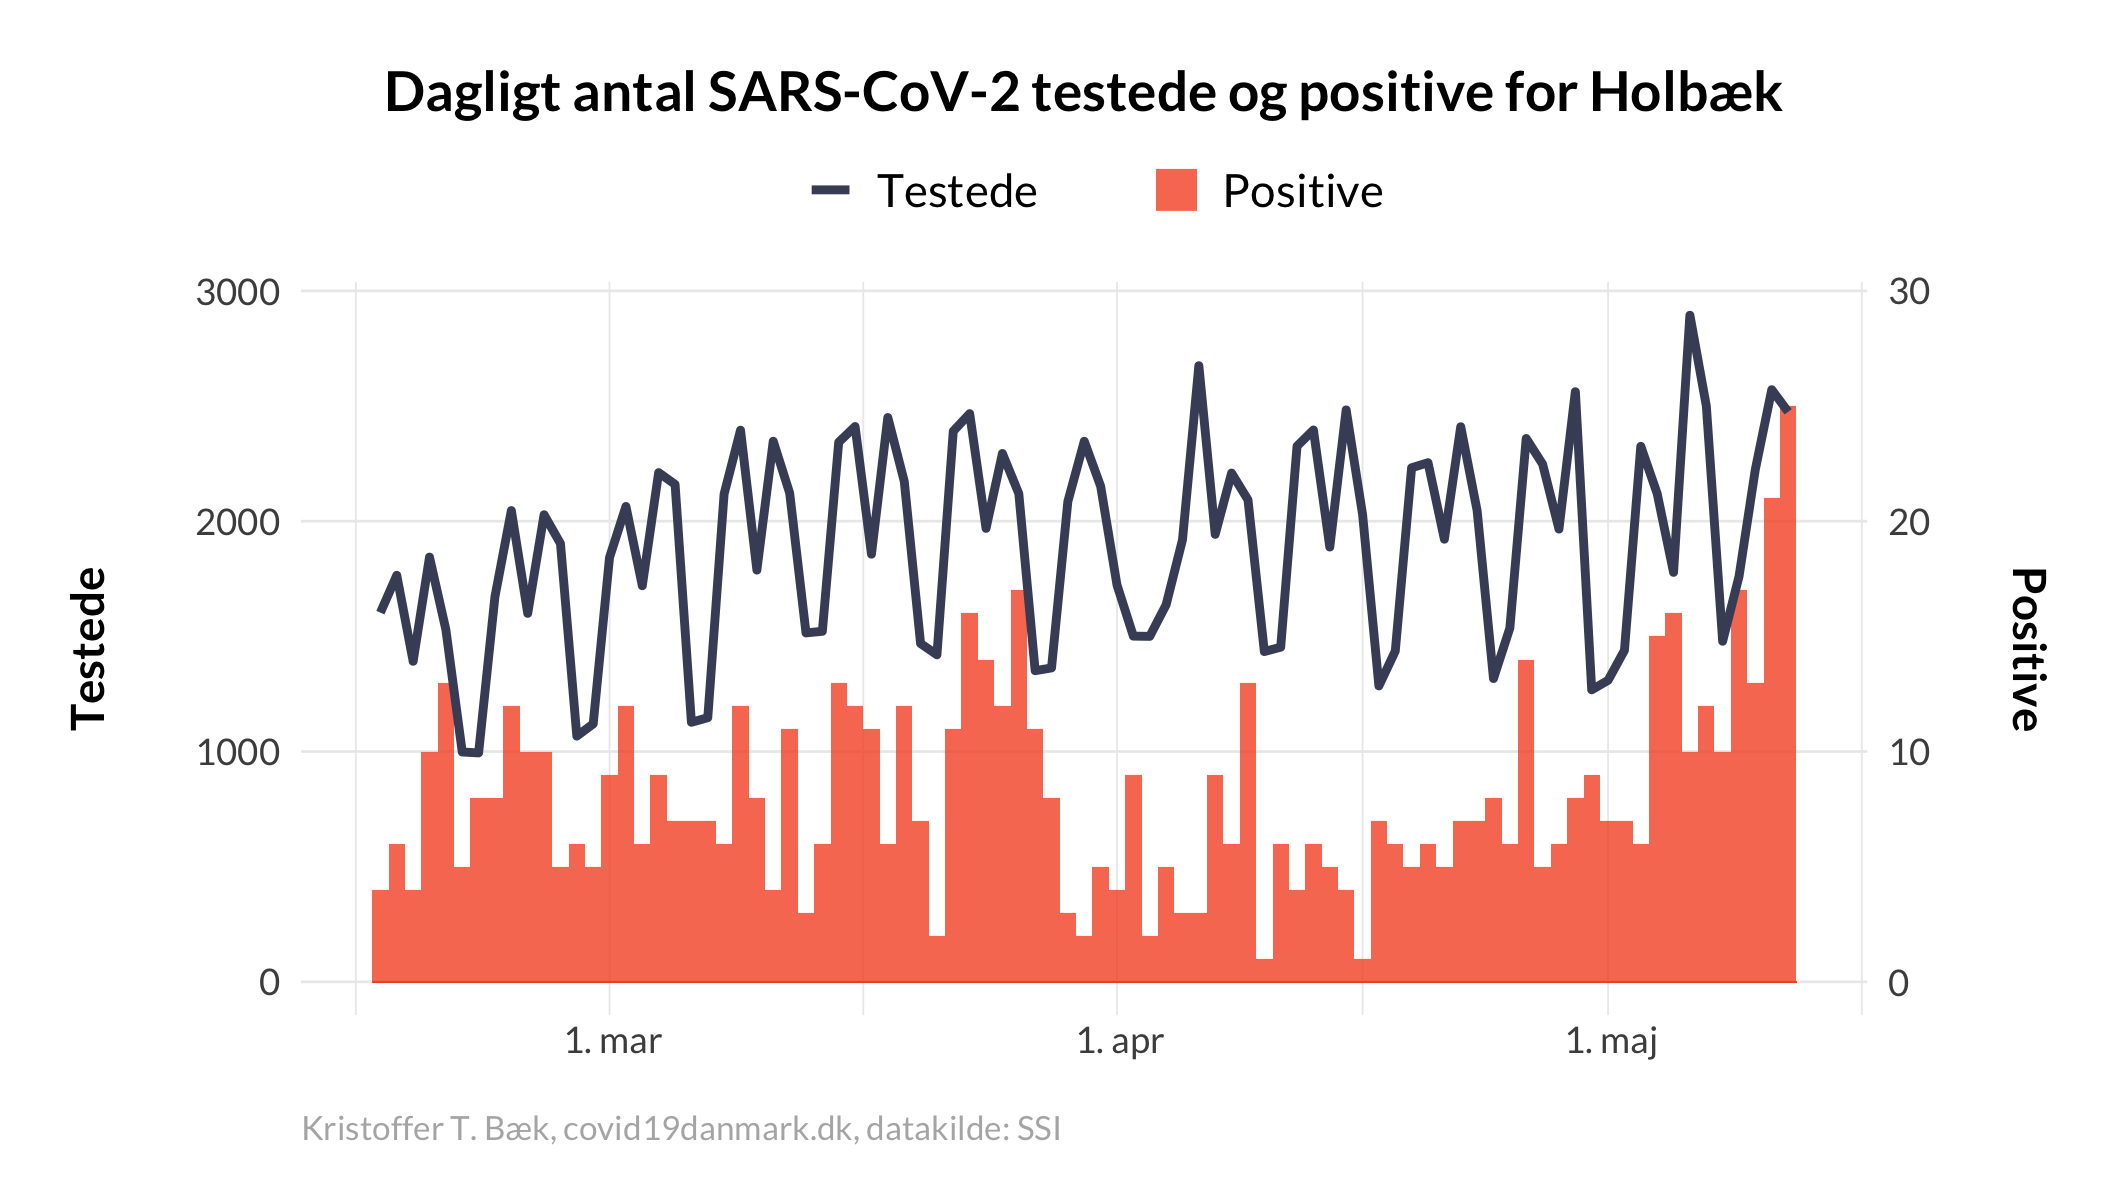 Dagligt antal SARS-CoV-2 testede og positive for Holbæk
Testede
Positive
3000
2000
1000
0
30
20
10
0
Testede
Positive
1. mar
1. apr
1. maj
Kristoffer T. Bæk, covid19danmark.dk, datakilde: SSI